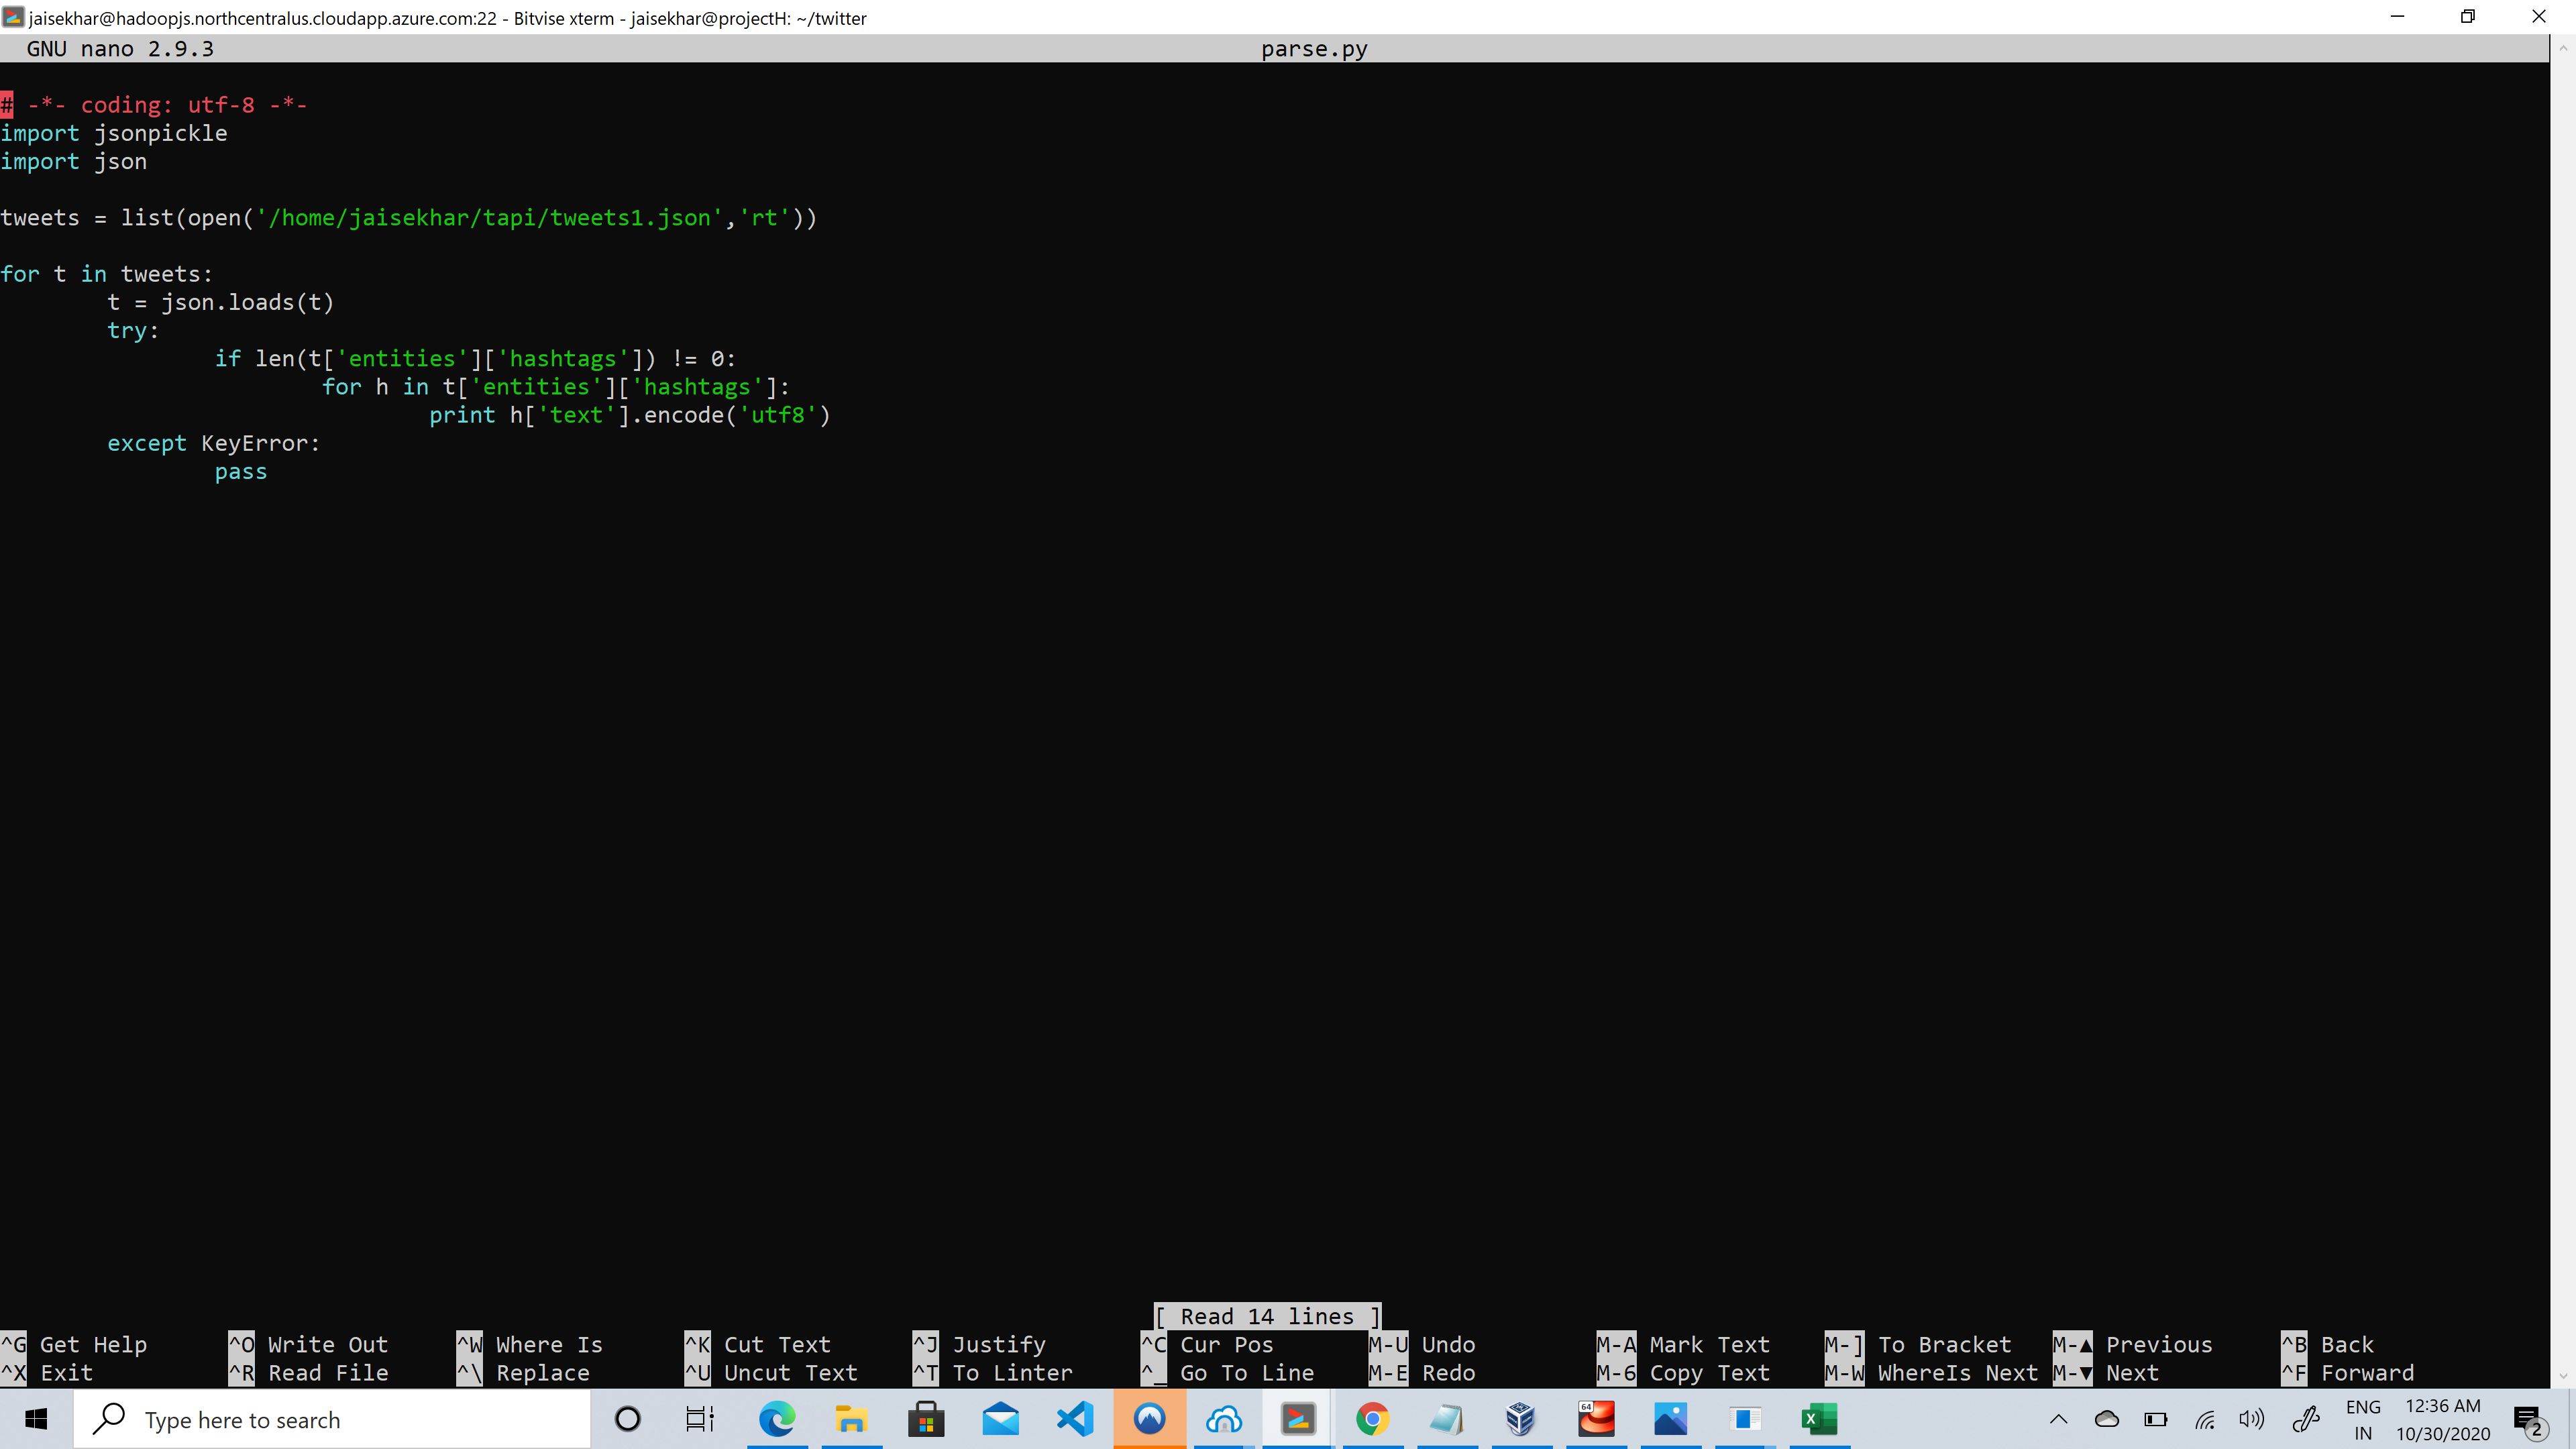 jaisekhar@hadoopjs.northcentralus.cloudapp.azure.com:22 - Bitvise xterm - jaisekhar@projectH: ~/twitter
GNU nano 2.9.3 parse.py
# -*- coding: utf-8 -*-
import jsonpickle
import json
tweets = list(open('/home/jaisekhar/tapi/tweets1.json','rt'))
for t in tweets:
t = json.loads(t)
try:
if len(t['entities']['hashtags']) != 0:
for h in t['entities']['hashtags']:
print h['text'].encode('utf8')
except KeyError:
pass
[ Read 14 lines ]
^G Get Help ^O Write Out ^W Where Is ^K Cut Text ^J Justify ^C Cur Pos M-U Undo M-A Mark Text M-] To Bracket M-▲ Previous ^B Back
^X Exit ^R Read File ^\ Replace ^U Uncut Text ^T To Linter ^_ Go To Line M-E Redo M-6 Copy Text M-W WhereIs Next M-▼ Next ^F Forward
Type here to search
64
ENG
IN
12:36 AM
10/30/2020
2